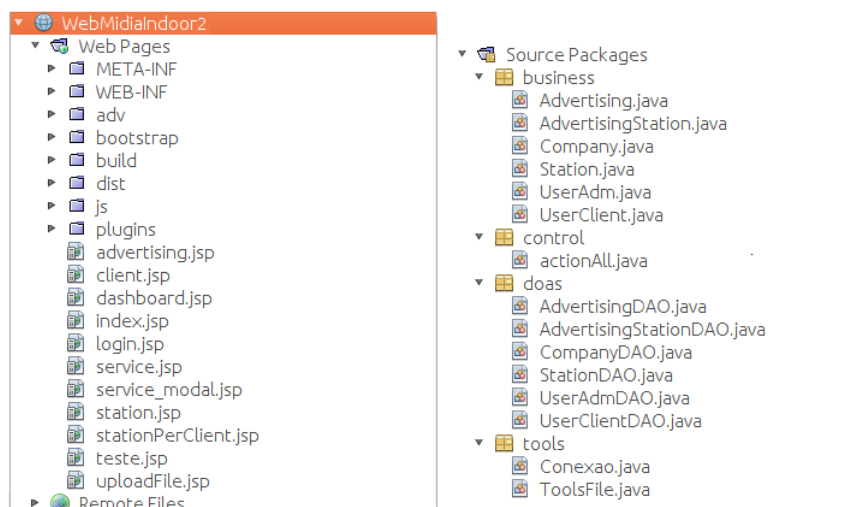 WebMidiaIndoor2
Web Pages
META-INF
WEB-INF
adv
bootstrap
build
dist
js
plugins
advertising.jsp
client.jsp
dashboard.jsp
index.jsp
login.jsp
service.jsp
service_modal.jsp
station.jsp
stationPerClient.jsp
teste.jsp
uploadFile.jsp
Remote Files
Source Packages
business
Advertising.java
AdvertisingStation.java
Company.java
Station.java
UserAdm.java
UserClient.java
control
actionAll.java
doas
AdvertisingDAO.java
AdvertisingStationDAO.java
CompanyDAO.java
StationDAO.java
UserAdmDAO.java
UserClientDAO.java
tools
Conexao.java
ToolsFile.java